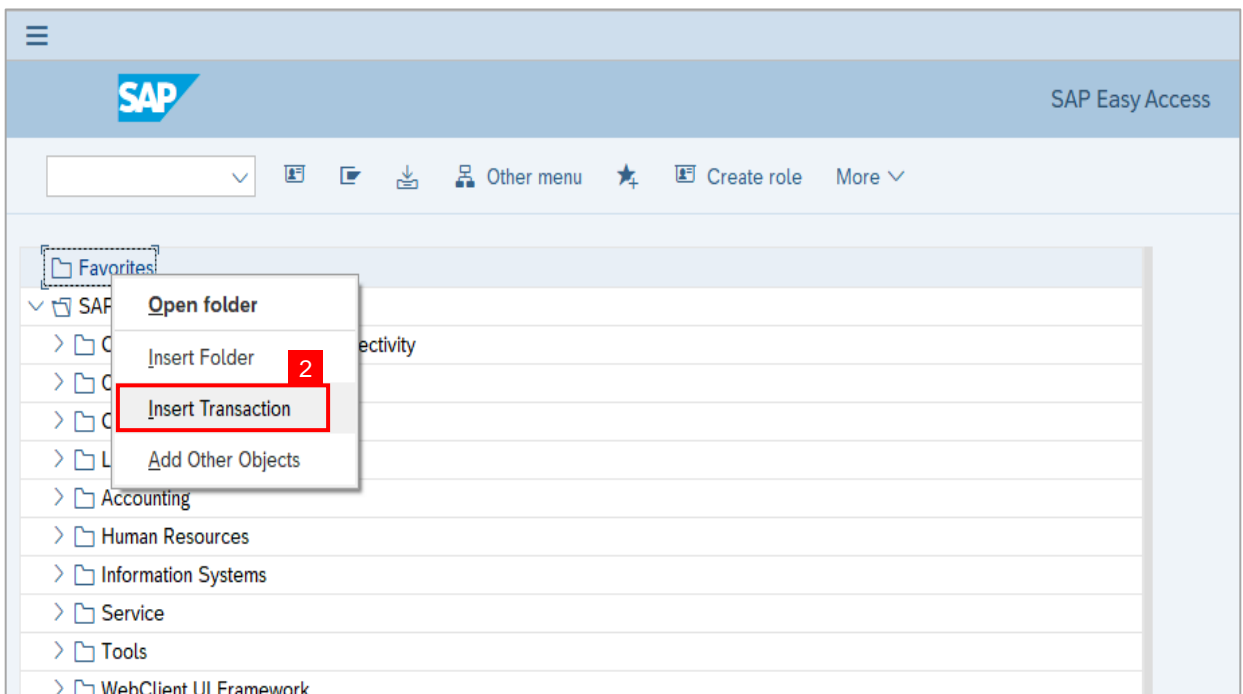 SAP
SAP Easy Access
Other menu
Create role
More
Favorites
SAP
Open folder
Insert Folder
ectivity
2
Insert Transaction
Add Other Objects
Accounting
Human Resources
Information Systems
Service
Tools
WebClient UI Framework